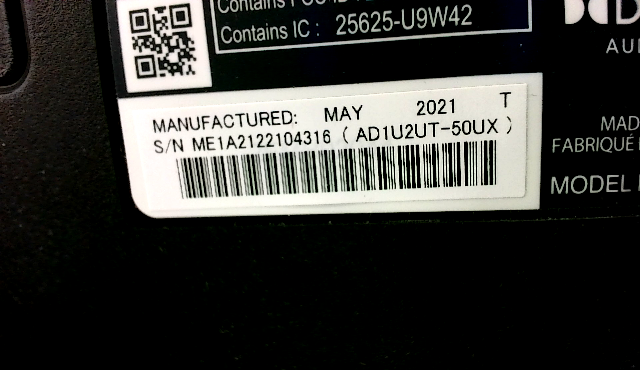 Contains IC : 25625-U9W42
MANUFACTURED: MAY 2021 T
S/N ME1A2122104316 ( AD1U2UT-50UX )
MAD
FABRIQUÉ
MODEL
AU